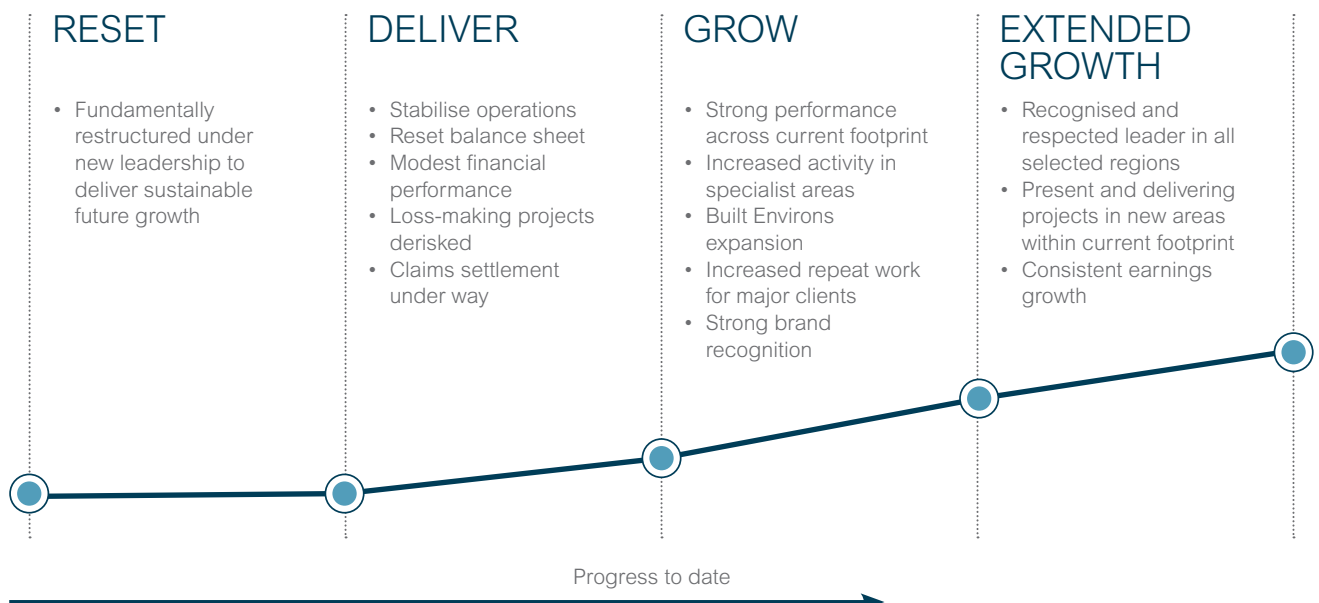 RESET
• Fundamentally
restructured under
new leadership to
deliver sustainable
future growth
DELIVER
• Stabilise operations
• Reset balance sheet
• Modest financial
performance
• Loss-making projects
derisked
• Claims settlement
under way
GROW
• Strong performance
across current footprint
• Increased activity in
specialist areas
• Built Environs
expansion
• Increased repeat work
for major clients
• Strong brand
recognition
EXTENDED
GROWTH
• Recognised and
respected leader in all
selected regions
• Present and delivering
projects in new areas
within current footprint
• Consistent earnings
growth
Progress to date